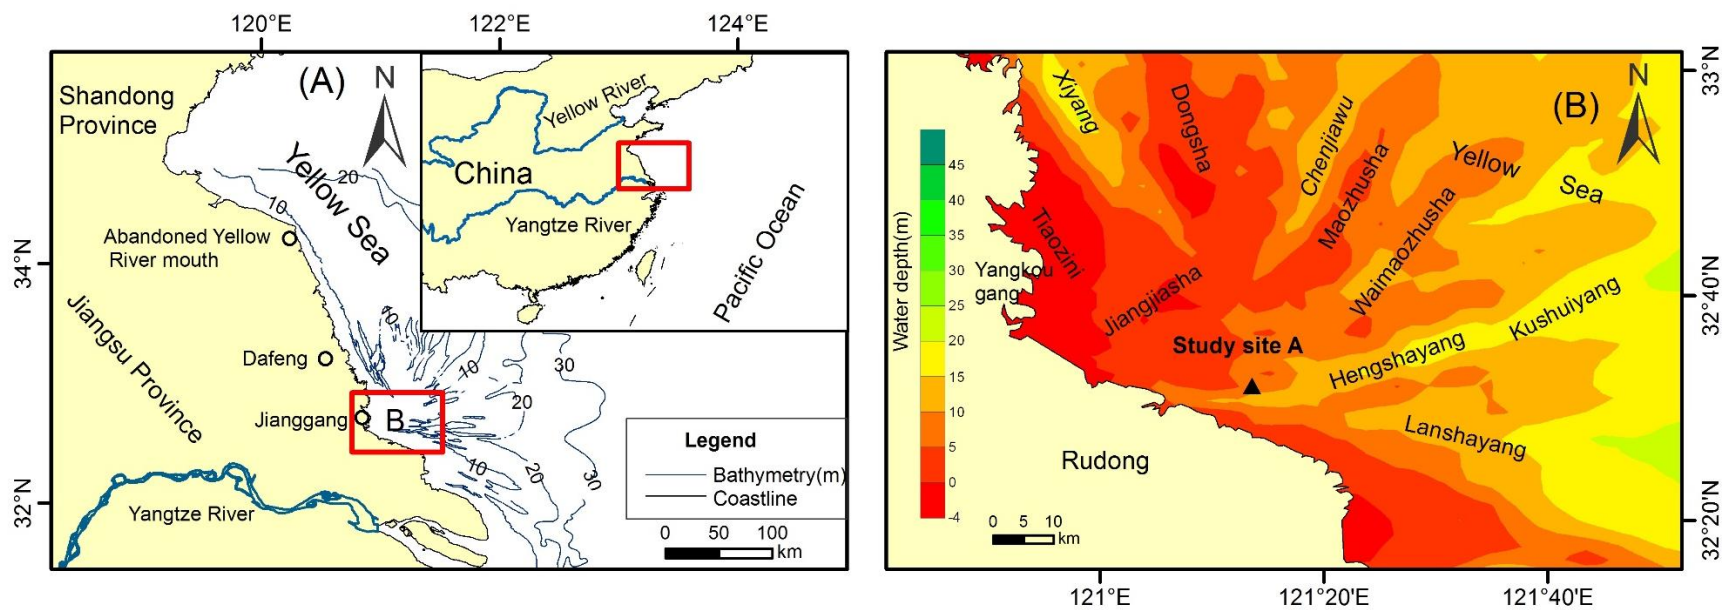 120°E
122°E
124°E
Shandong
Province
(A)
N
Yellow River
China
Yangtze River
Pacific Ocean
Yellow Sea
20
10
Abandoned Yellow
River mouth
34°N
Jiangsu Province
10
Dafeng
10
30
20
Jianggang
B
10
20
30
Legend
Bathymetry(m)
Coastline
32°N
Yangtze River
0 50 100
km
(B)
N
33°N
Xiyang
Dongsha
Chenjiawu
Maozhusha
Yellow
Sea
Waimaozhusha
Tiaozini
Yangkou
gang
Jiangjiasha
32°40'N
Kushuiyang
Study site A
Hengshayang
Lanshayang
Rudong
Water depth(m)
45
40
35
30
25
20
15
10
5
0
-4
0 5 10
km
32°20'N
121°E
121°20'E
121°40'E